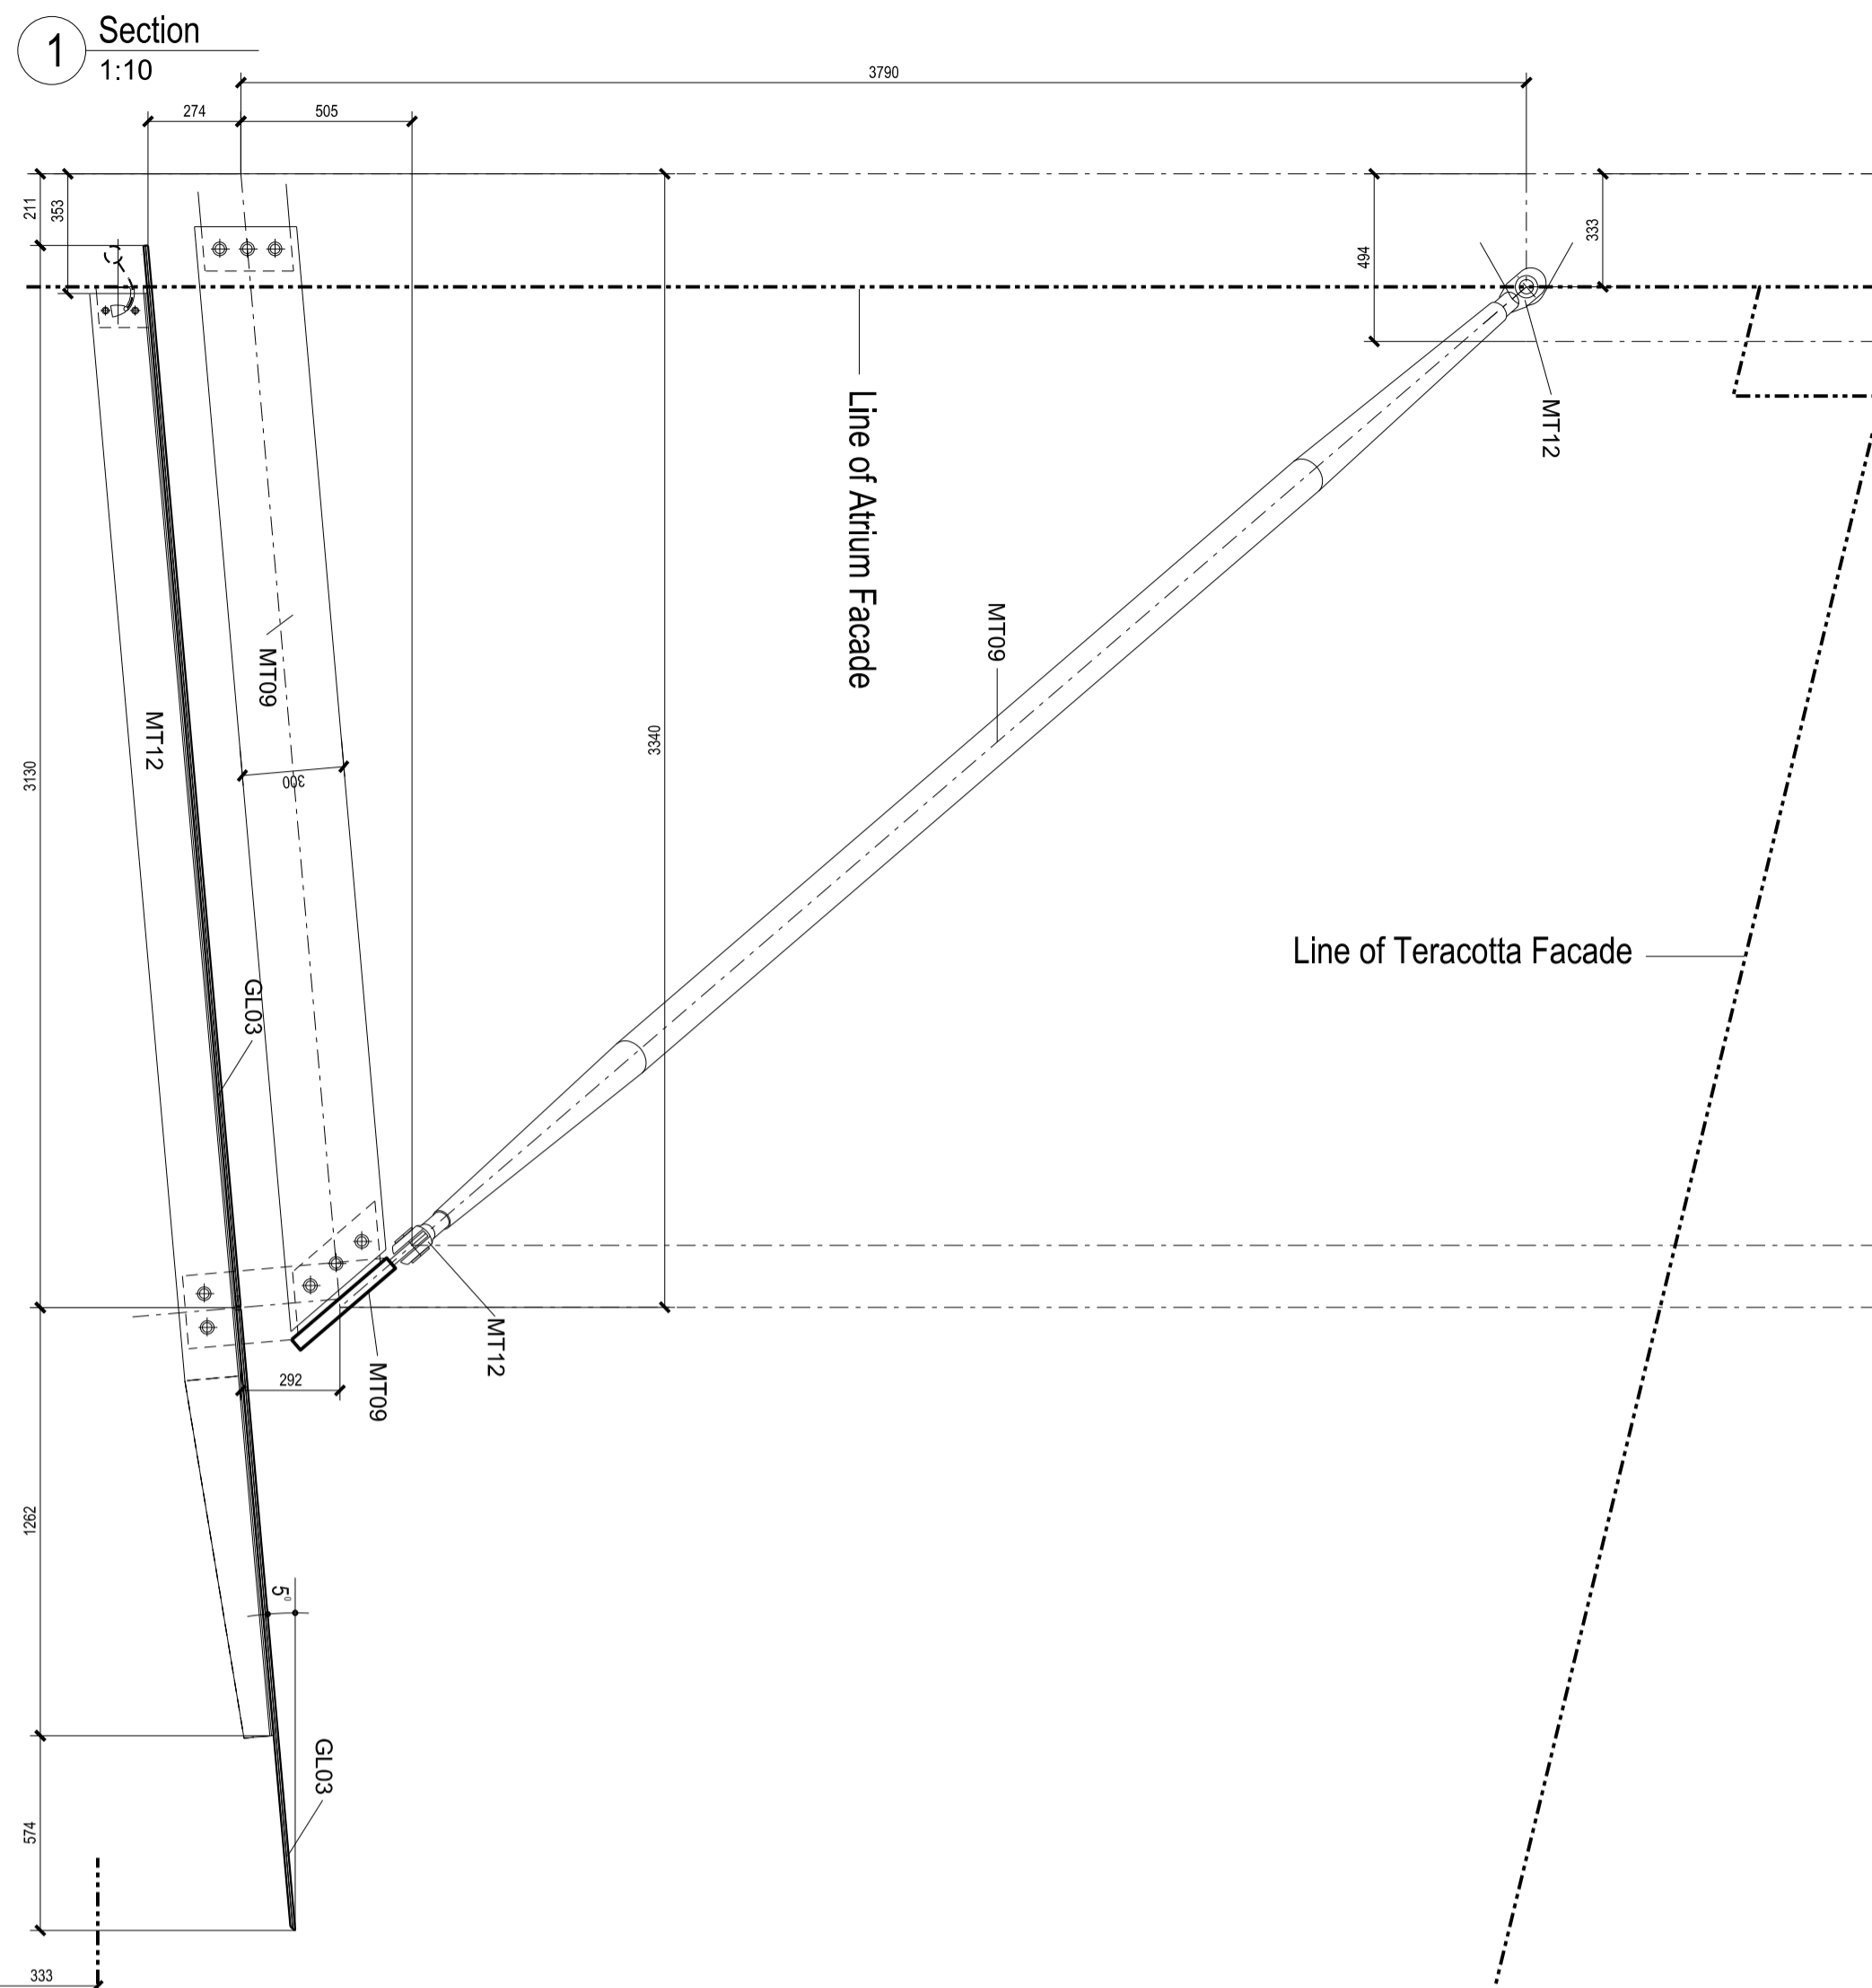 1
Section
1:10
3790
274
505
211
353
494
333
MT12
Line of Atrium Facade
MT09
MT09
MT12
3130
300
3340
Line of Teracotta Facade
GL03
MT12
MT09
292
1262
5°
GL03
574
333